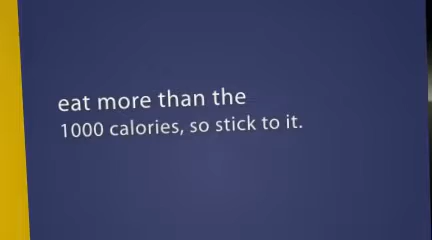 eat more than the
1000 calories, so stick to it.